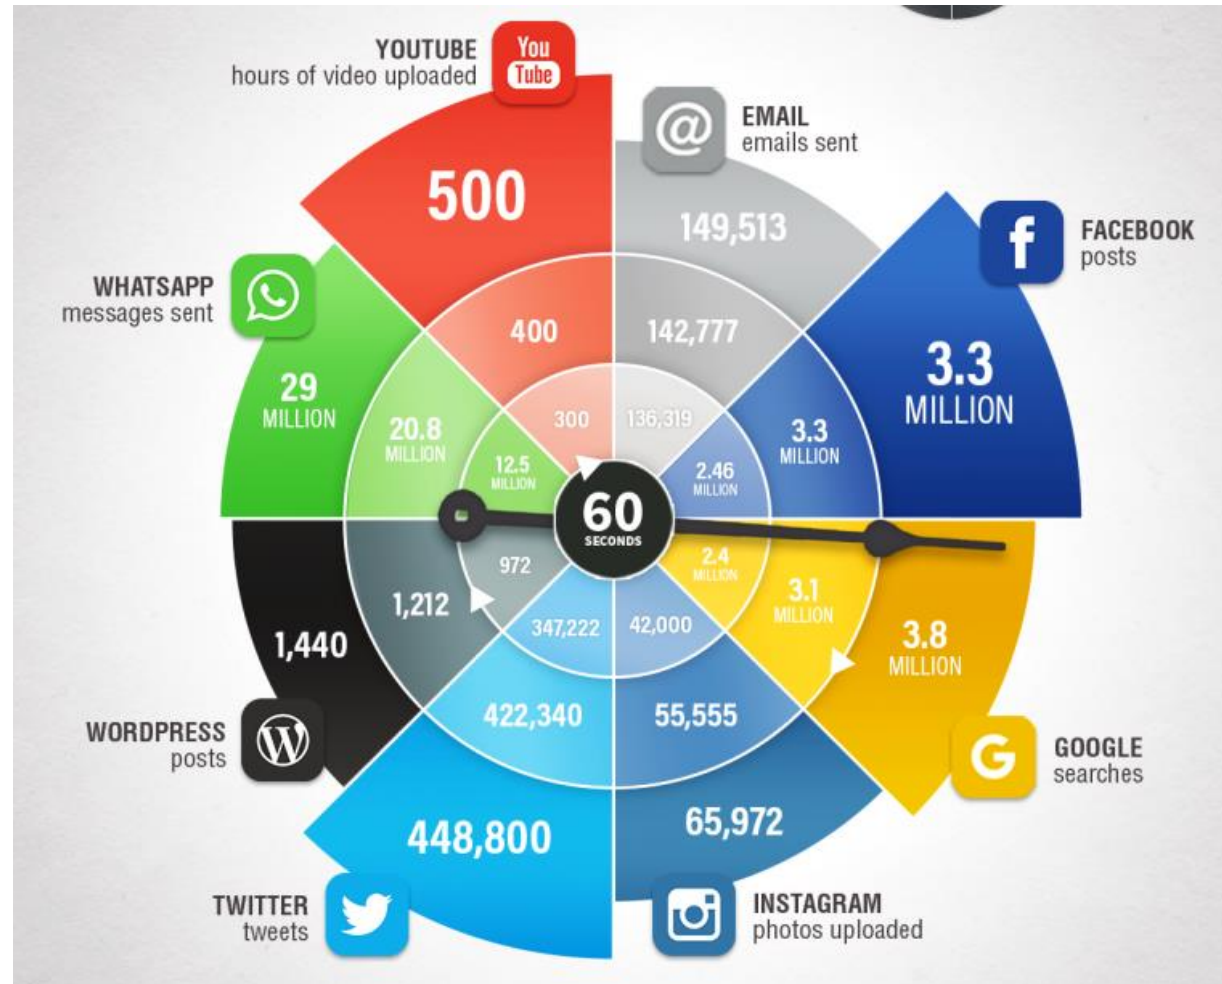 YOUTUBE
hours of video uploaded
You
Tube
500
400
300
@
EMAIL
emails sent
149,513
142,777
136,319
f
FACEBOOK
posts
3.3
MILLION
3.3
MILLION
2.46
MILLION
WHATSAPP
messages sent
29
MILLION
20.8
MILLION
12.5
MILLION
60
SECONDS
2.4
MILLION
3.1
MILLION
3.8
MILLION
G
GOOGLE
searches
972
1,212
1,440
WORDPRESS
posts
W
347,222
422,340
448,800
TWITTER
tweets
42,000
55,555
65,972
INSTAGRAM
photos uploaded